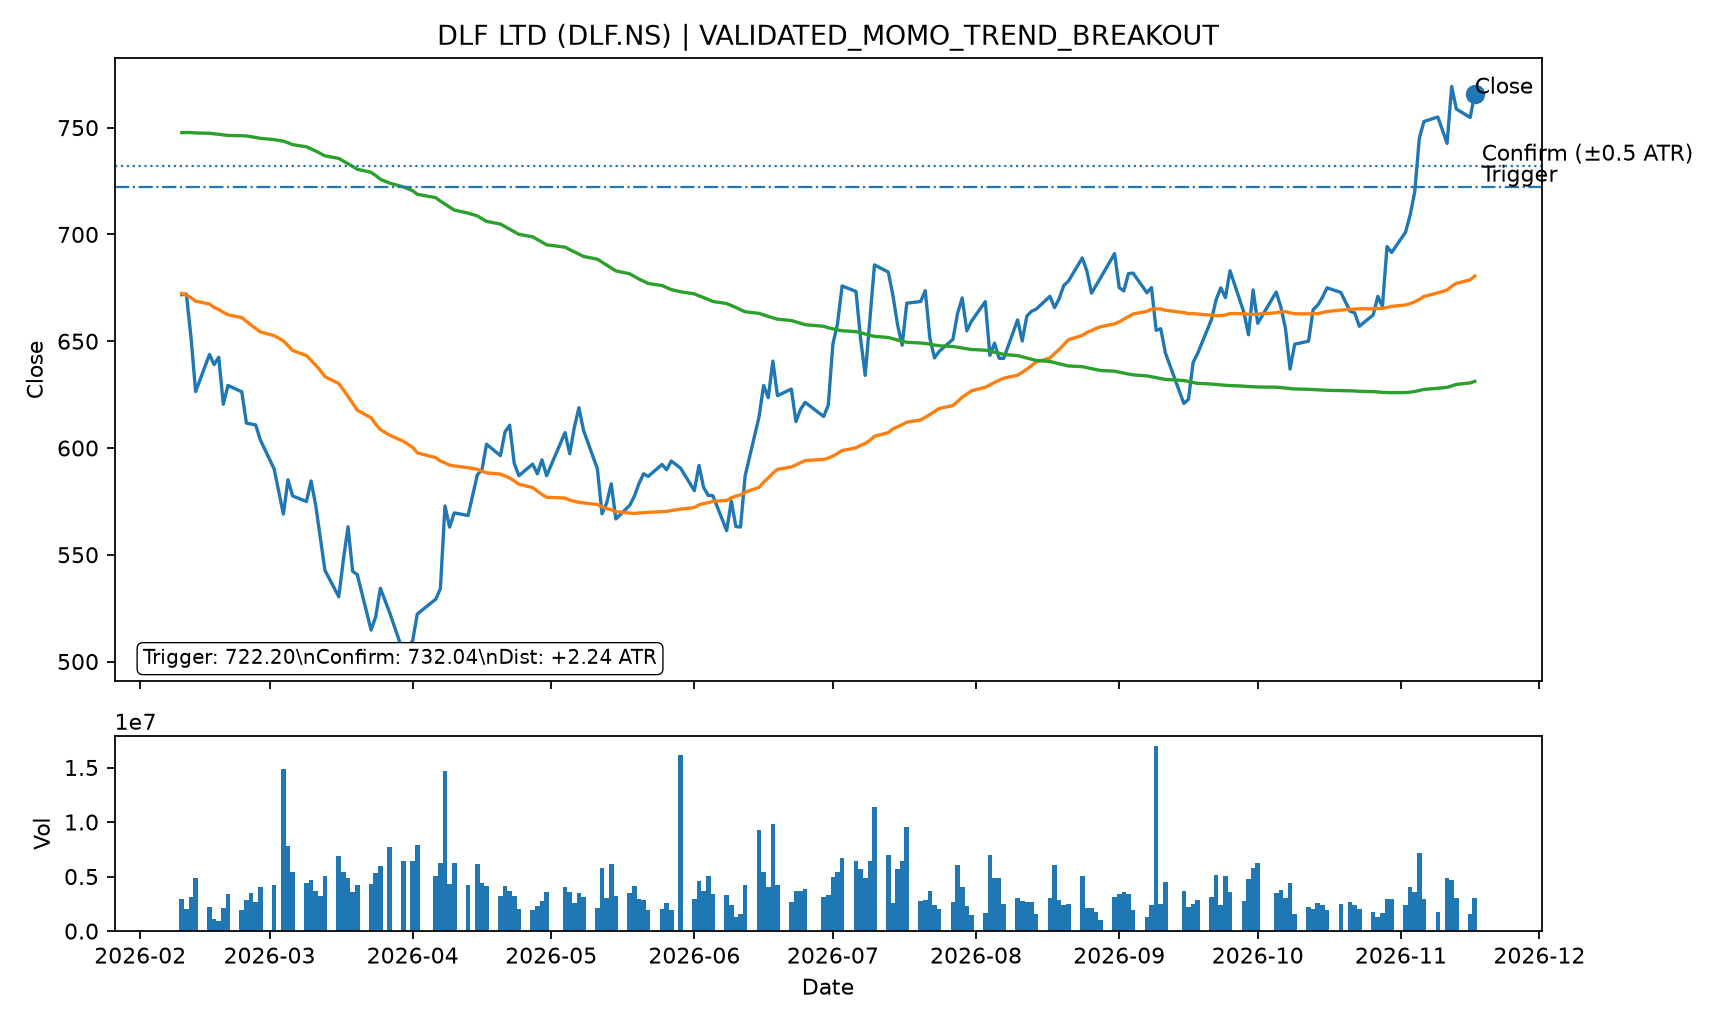 DLF LTD (DLF.NS) | VALIDATED_MOMO_TREND_BREAKOUT
Close
750
700
650
600
550
500
Close
Confirm (±0.5 ATR)
Trigger
Trigger: 722.20\nConfirm: 732.04\nDist: +2.24 ATR
1e7
Vol
1.5
1.0
0.5
0.0
2026-02 2026-03 2026-04 2026-05 2026-06 2026-07 2026-08 2026-09 2026-10 2026-11 2026-12
Date